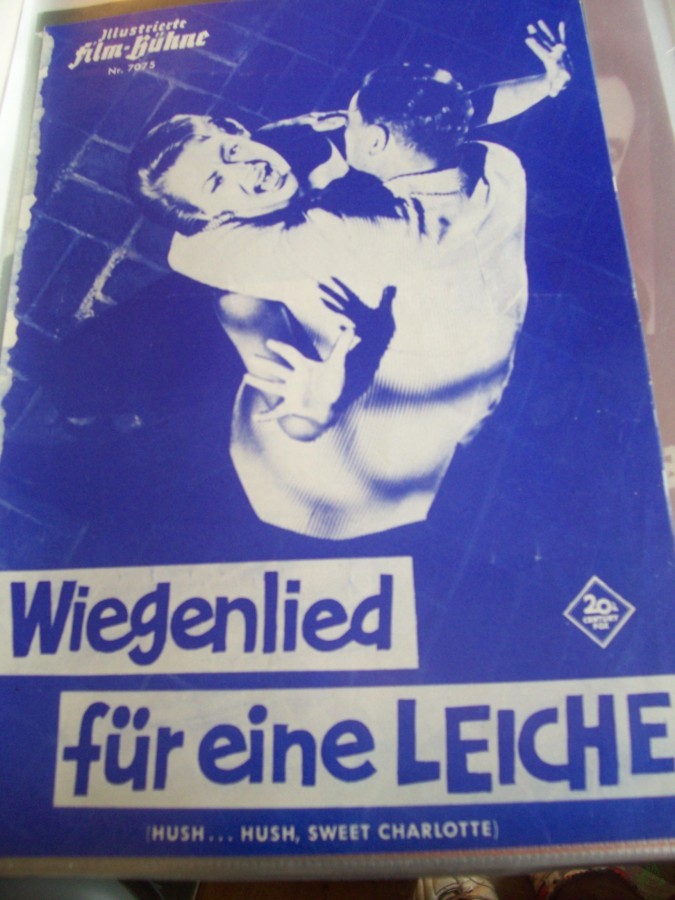 Illustrierte
Film-Bühne
Nr. 7075
Wiegenlied
20th
CENTURY
FOX
für eine LEICHE
(HUSH... HUSH, SWEET CHARLOTTE)